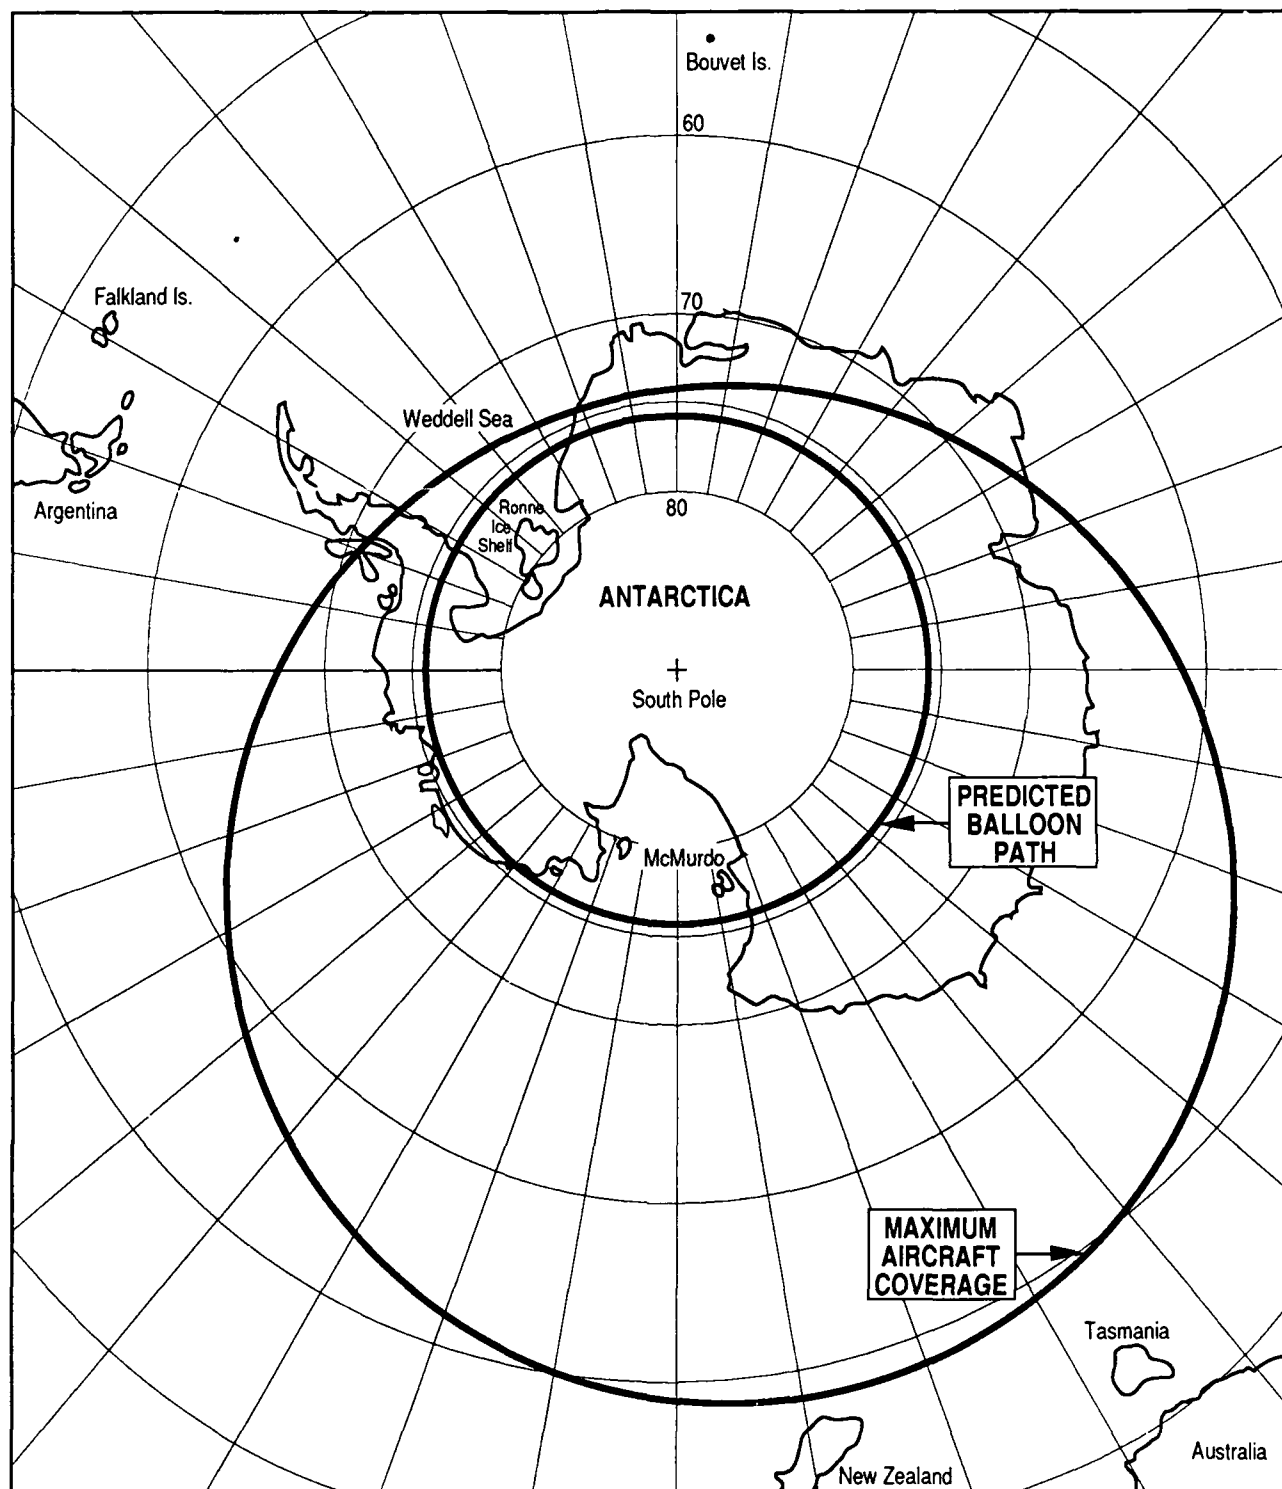 Bouvet Is.
60
Falkland Is.
70
Weddell Sea
Argentina
Ronne
Ice
Shelf
80
ANTARCTICA
South Pole
PREDICTED
BALLOON
PATH
McMurdo
MAXIMUM
AIRCRAFT
COVERAGE
Tasmania
Australia
New Zealand